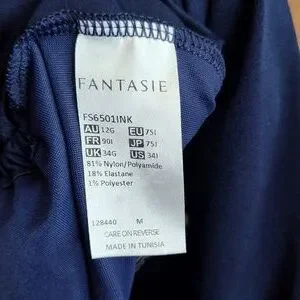 FANTASIE
FS6501INK
AU 12G EU 75I
FR 90I JP 75I
UK 34G US 34I
81% Nylon/Polyamide
18% Elastane
1% Polyester
128440 M
CARE ON REVERSE
MADE IN TUNISIA